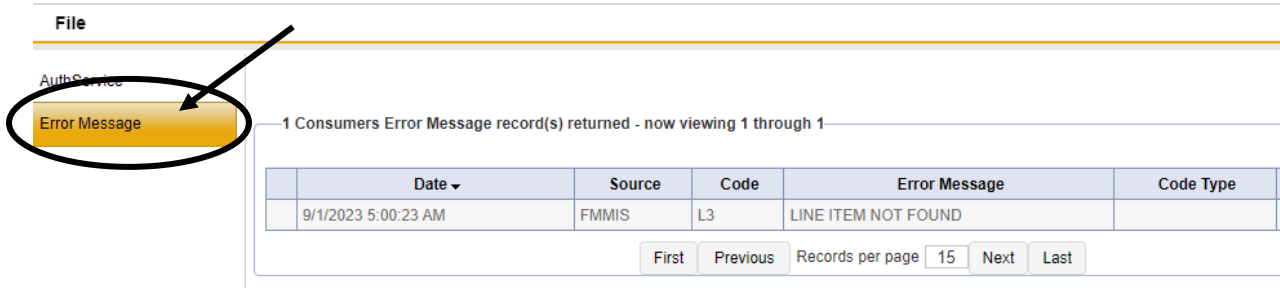 File
AuthService
Error Message
1 Consumers Error Message record(s) returned - now viewing 1 through 1
Date Source Code Error Message Code Type
9/1/2023 5:00:23 AM FMMIS L3 LINE ITEM NOT FOUND
First Previous Records per page 15 Next Last